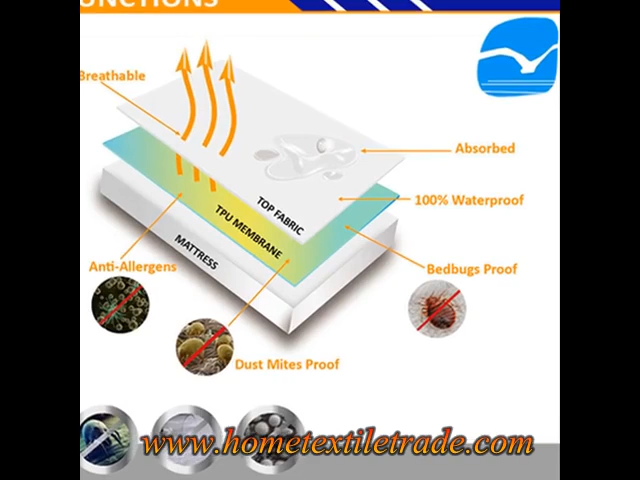 UNCTIONS
Breathable
Absorbed
100% Waterproof
TOP FABRIC
TPU MEMBRANE
MATTRESS
Anti-Allergens
Bedbugs Proof
Dust Mites Proof
www.hometextiletrade.com